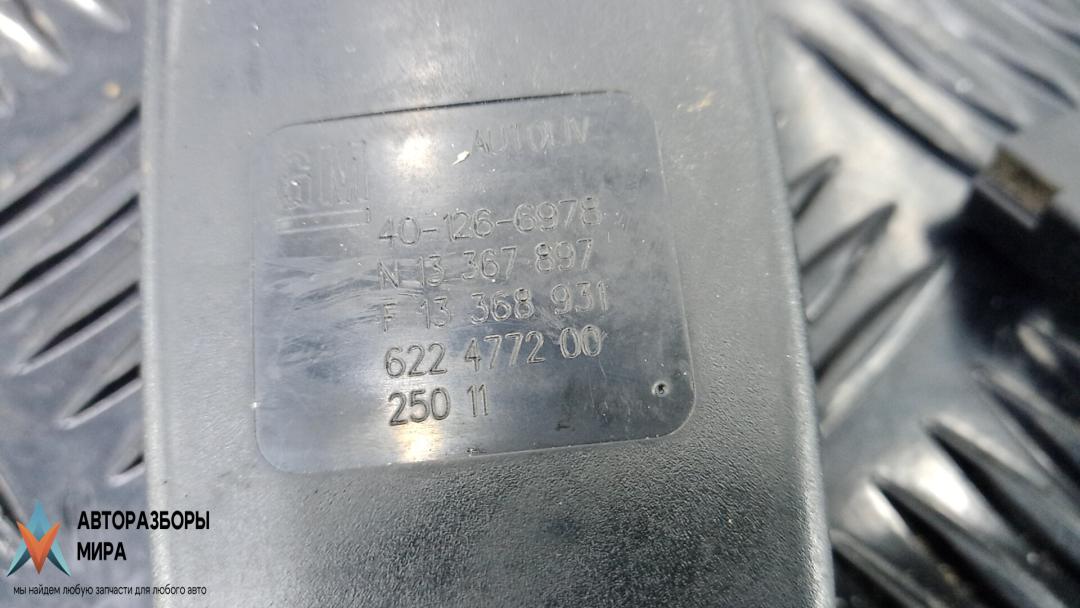 AUTOLIV
GM
40-126-6978
N 13 367 897
F 13 368 931
622 4772 00
250 11
АВТОРАЗБОРЫ
МИРА
мы найдем любую запчасти для любого авто